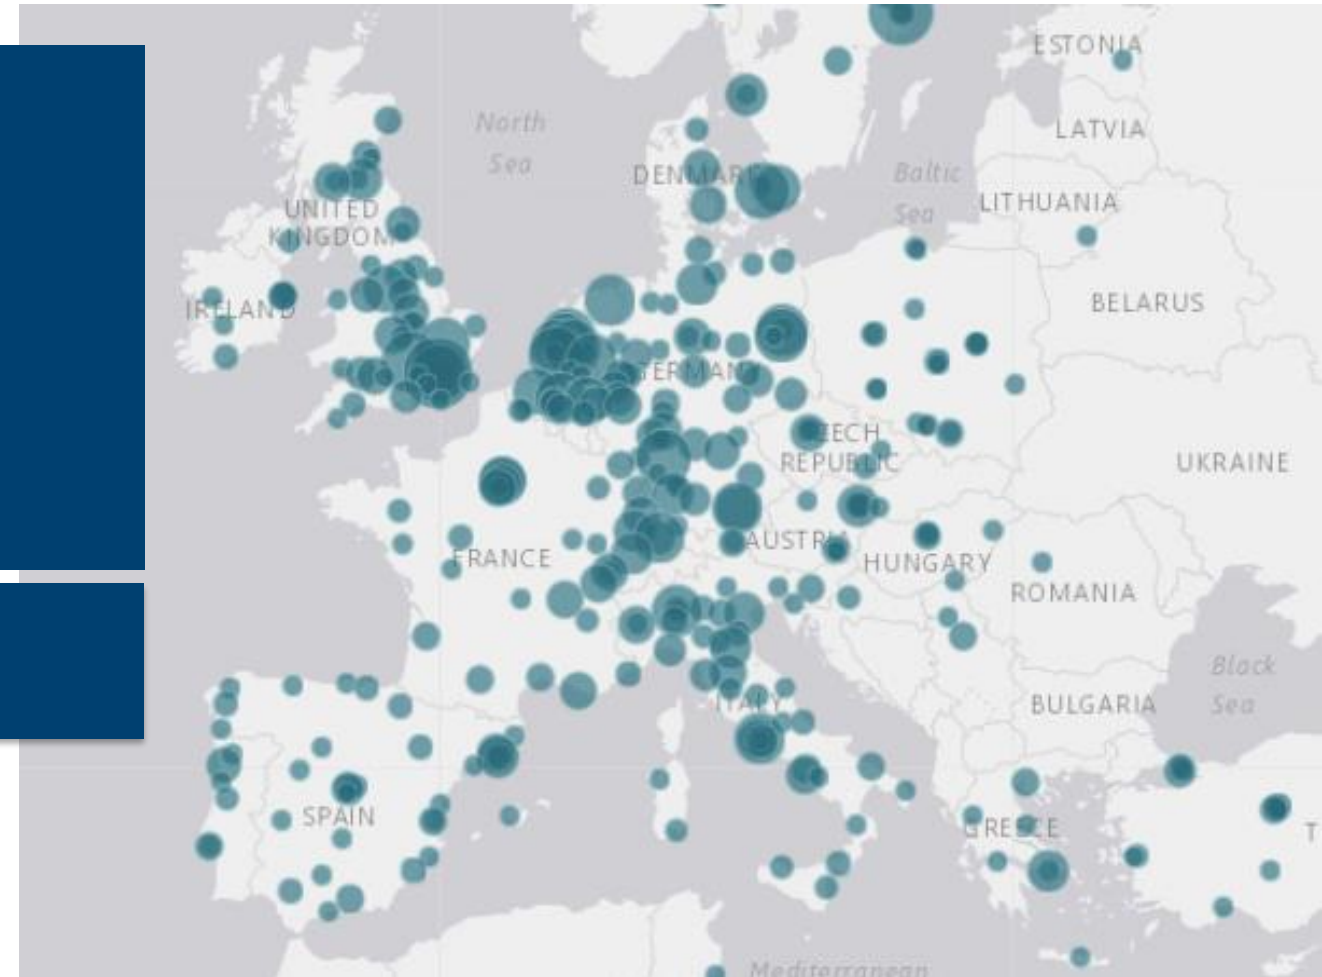 ESTONIA
North
Sea
LATVIA
DENMARK
Baltic
Sea
LITHUANIA
UNITED
KINGDOM
IRELAND
BELARUS
GERMANY
CZECH
REPUBLIC
UKRAINE
FRANCE
AUSTRIA
HUNGARY
ROMANIA
Black
Sea
ITALY
BULGARIA
SPAIN
GREECE
T
Mediterranean